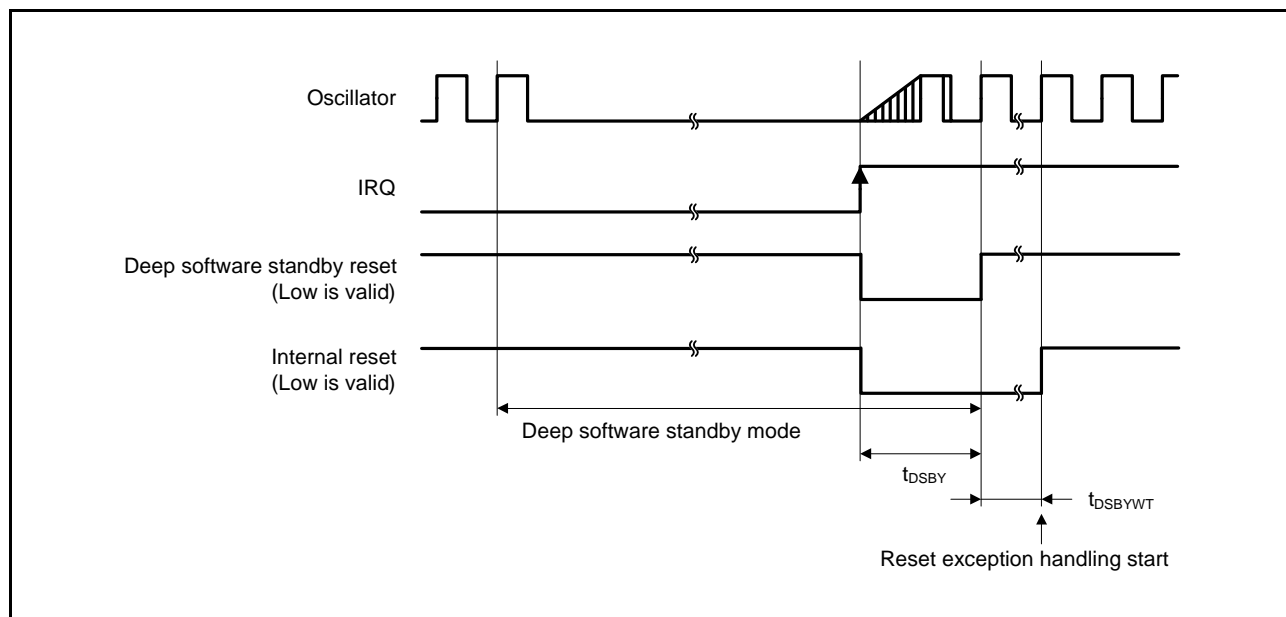 Oscillator
IRQ
Deep software standby reset
(Low is valid)
Internal reset
(Low is valid)
Deep software standby mode
tDSBY
tDSBYWT
Reset exception handling start